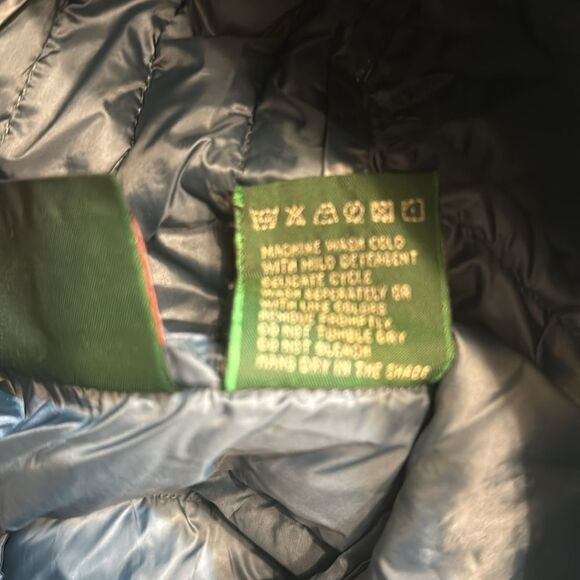 MACHINE WASH COLD
WITH MILD DETERGENT
DELICATE CYCLE
WASH SEPARATELY OR
WITH LIKE COLORS
REMOVE PROMPTLY
DO NOT TUMBLE DRY
DO NOT BLEACH
HANG DRY IN THE SHADE